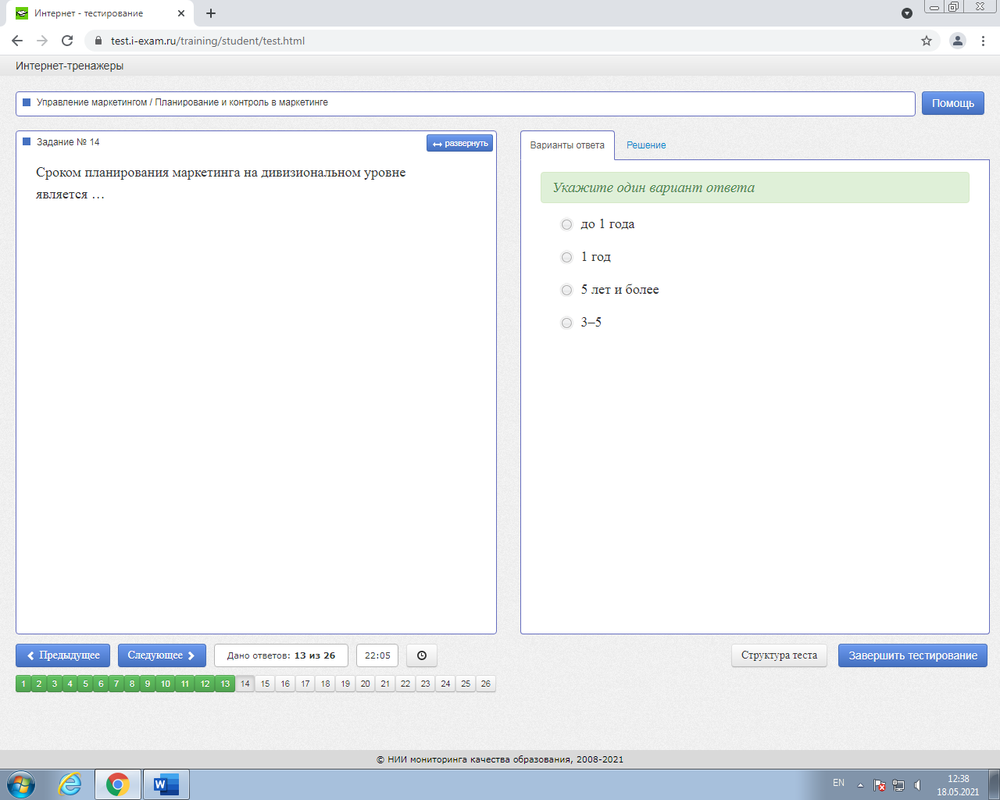 Интернет - тестирование
test.i-exam.ru/training/student/test.html
Интернет-тренажеры
Управление маркетингом / Планирование и контроль в маркетинге
Помощь
Задание № 14
развернуть
Сроком планирования маркетинга на дивизиональном уровне
является …
Варианты ответа
Решение
Укажите один вариант ответа
до 1 года
1 год
5 лет и более
3–5
Предыдущее
Следующее
Дано ответов: 13 из 26
22:05
Структура теста
Завершить тестирование
1 2 3 4 5 6 7 8 9 10 11 12 13 14 15 16 17 18 19 20 21 22 23 24 25 26
© НИИ мониторинга качества образования, 2008-2021
EN
12:38
18.05.2021